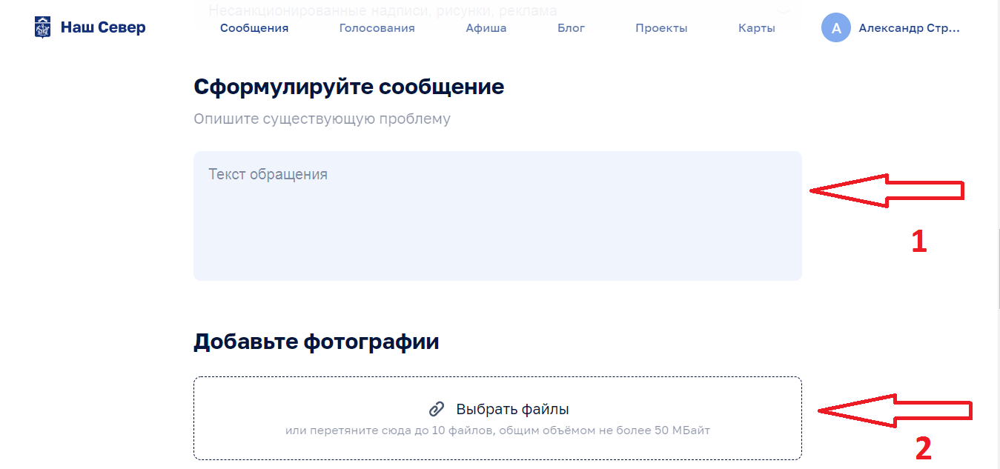 Несанкционированные надписи, рисунки, реклама
Наш Север
Сообщения
Голосования
Афиша
Блог
Проекты
Карты
А
Александр Стр...
Сформулируйте сообщение
Опишите существующую проблему
Текст обращения
1
Добавьте фотографии
Выбрать файлы
или перетяните сюда до 10 файлов, общим объёмом не более 50 МБайт
2